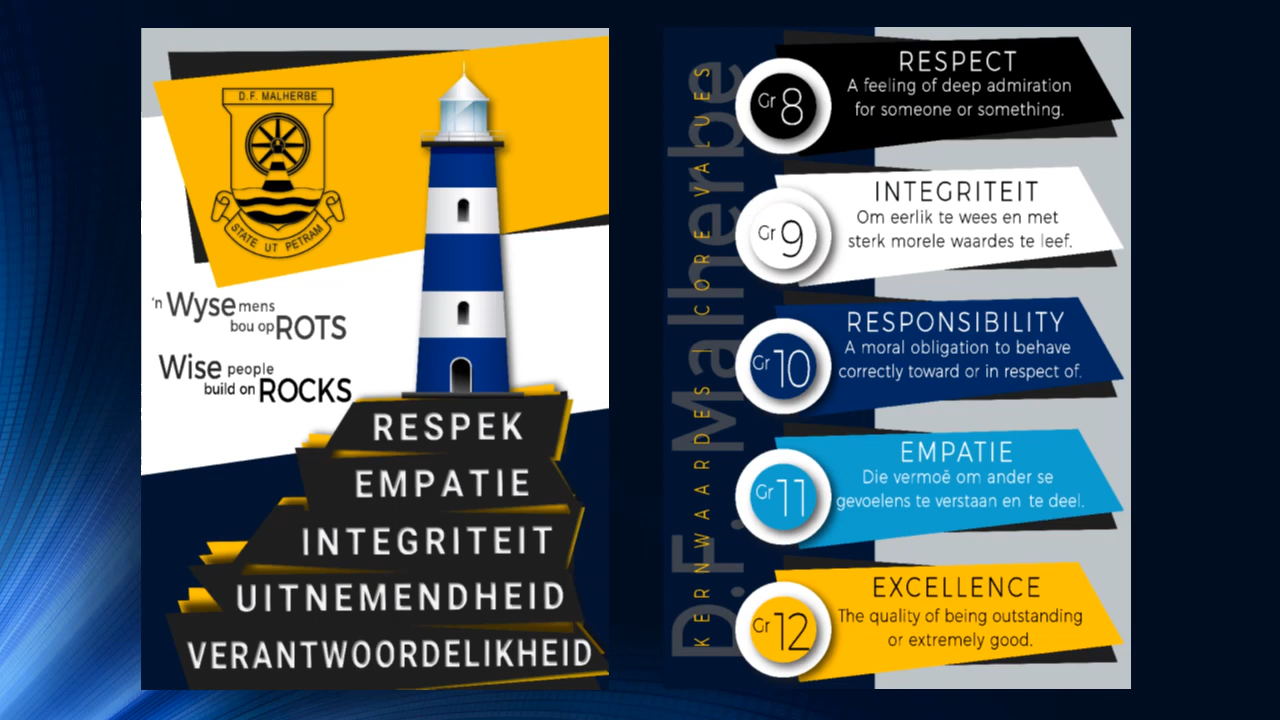 D.F. MALHERBE
STATE UT PETRAM
'n Wyse mens
bou op ROTS
Wise people
build on ROCKS
RESPEK
EMPATIE
INTEGRITEIT
UITNEMENDHEID
VERANTWOORDELIKHEID
D.F. Malherbe
KERNWAARDES | CORE VALUES
Gr 8
RESPECT
A feeling of deep admiration
for someone or something.
Gr 9
INTEGRITEIT
Om eerlik te wees en met
sterk morele waardes te leef.
Gr 10
RESPONSIBILITY
A moral obligation to behave
correctly toward or in respect of.
Gr 11
EMPATIE
Die vermoë om ander se
gevoelens te verstaan en te deel.
Gr 12
EXCELLENCE
The quality of being outstanding
or extremely good.